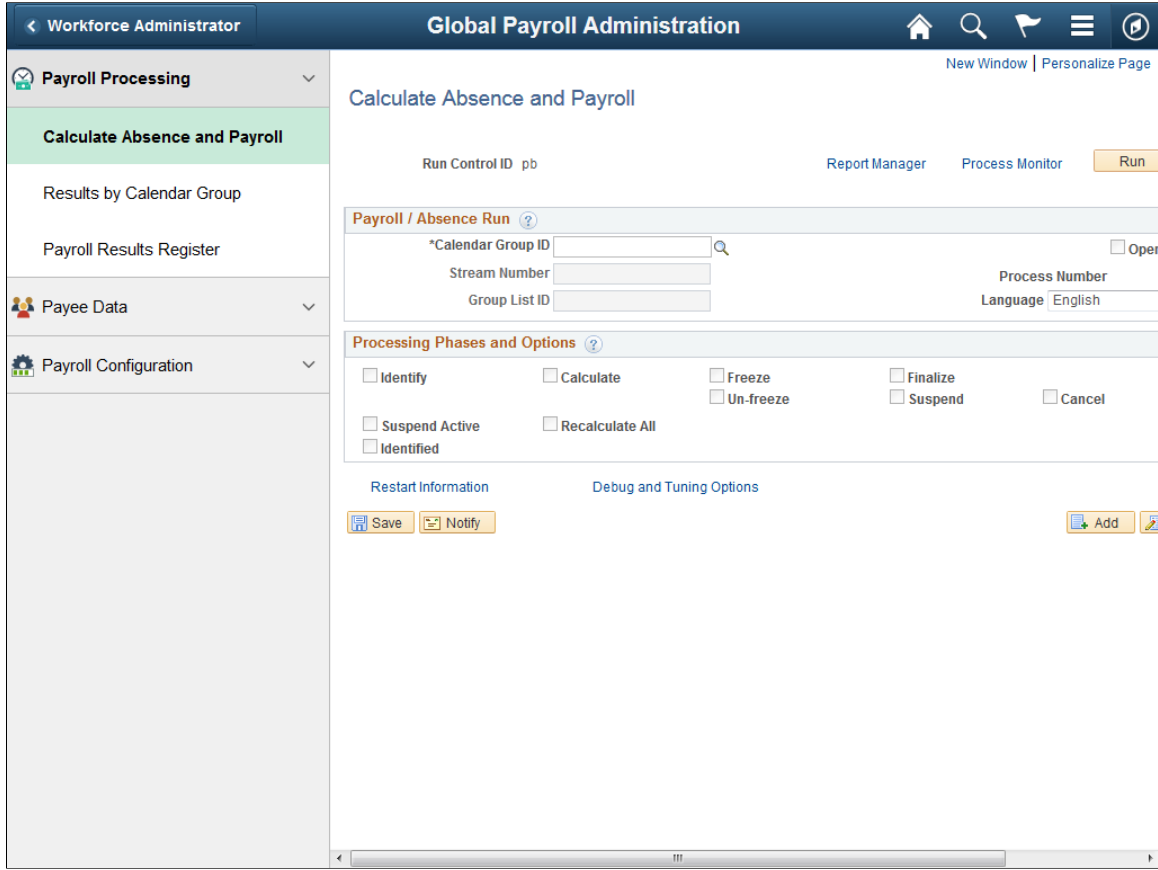 Workforce Administrator
Global Payroll Administration
Payroll Processing
Calculate Absence and Payroll
Results by Calendar Group
Payroll Results Register
Payee Data
Payroll Configuration
New Window | Personalize Page
Calculate Absence and Payroll
Run Control ID pb
Report Manager
Process Monitor
Run
Payroll / Absence Run ?
*Calendar Group ID
Open
Stream Number
Process Number
Group List ID
Language English
Processing Phases and Options ?
Identify Calculate Freeze Finalize
Un-freeze Suspend Cancel
Suspend Active Recalculate All
Identified
Restart Information
Debug and Tuning Options
Save Notify Add